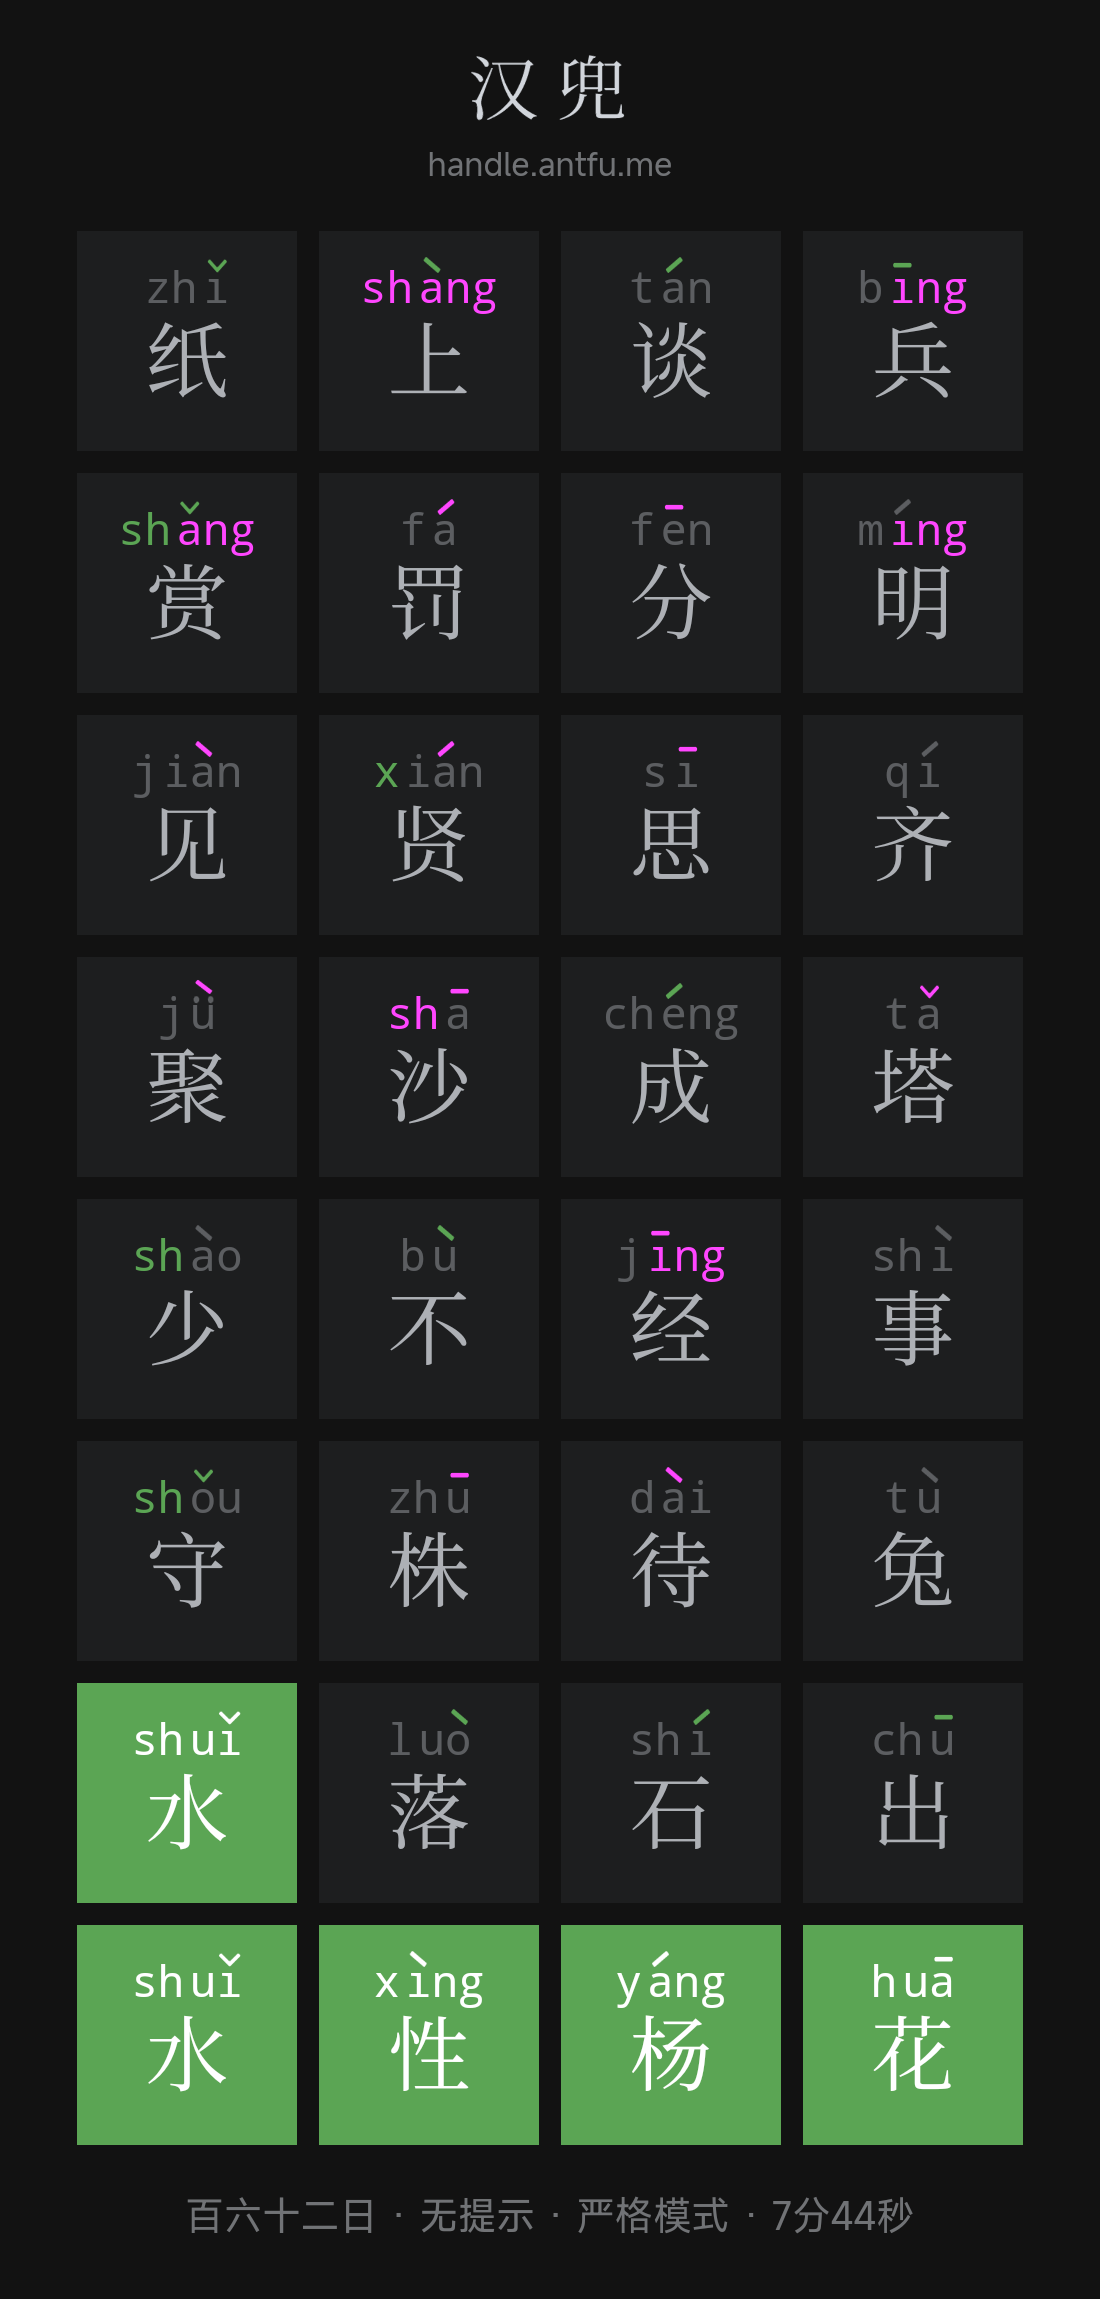 汉兜
handle.antfu.me
zhǐ shàng tán bīng
纸 上 谈 兵
shǎng fá fēn míng
赏 罚 分 明
jiàn xián sī qí
见 贤 思 齐
jǜ shā chéng tǎ
聚 沙 成 塔
shào bù jīng shì
少 不 经 事
shǒu zhū dài tù
守 株 待 兔
shuǐ luò shí chū
水 落 石 出
shuǐ xìng yáng huā
水 性 杨 花
百六十二日 · 无提示 · 严格模式 · 7分44秒